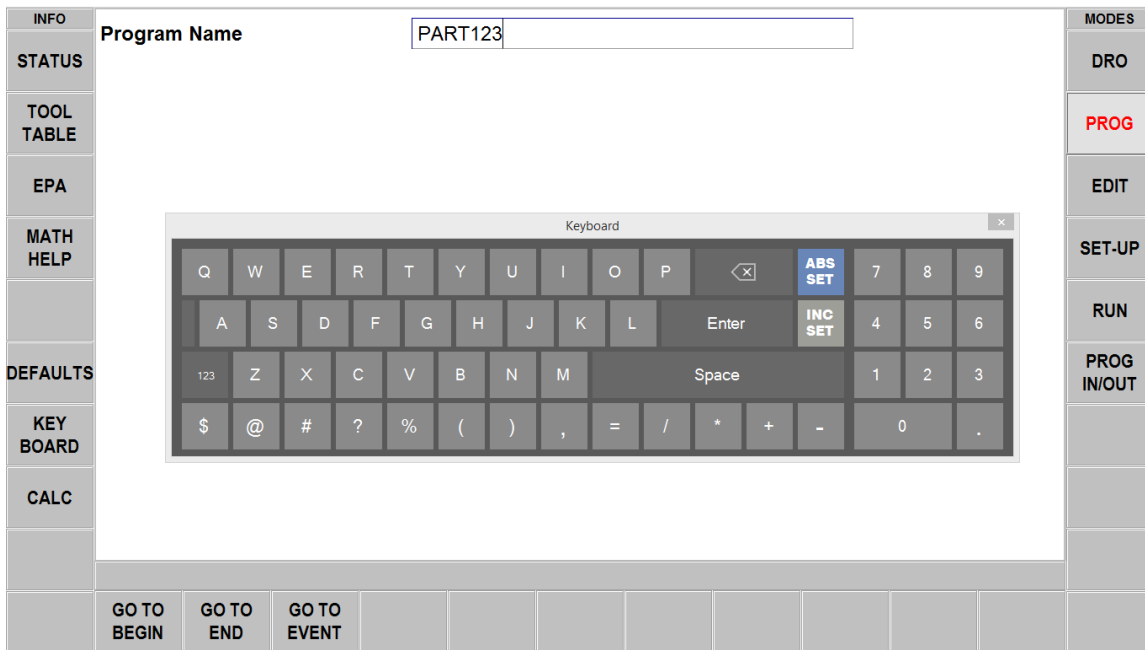 INFO
STATUS
TOOL
TABLE
EPA
MATH
HELP
DEFAULTS
KEY
BOARD
CALC
Program Name PART123
Keyboard
Q W E R T Y U I O P ABS SET 7 8 9
A S D F G H J K L Enter INC SET 4 5 6
123 Z X C V B N M Space 1 2 3
$ @ # ? % ( ) , = / * + - 0 .
MODES
DRO
PROG
EDIT
SET-UP
RUN
PROG
IN/OUT
GO TO
BEGIN
GO TO
END
GO TO
EVENT